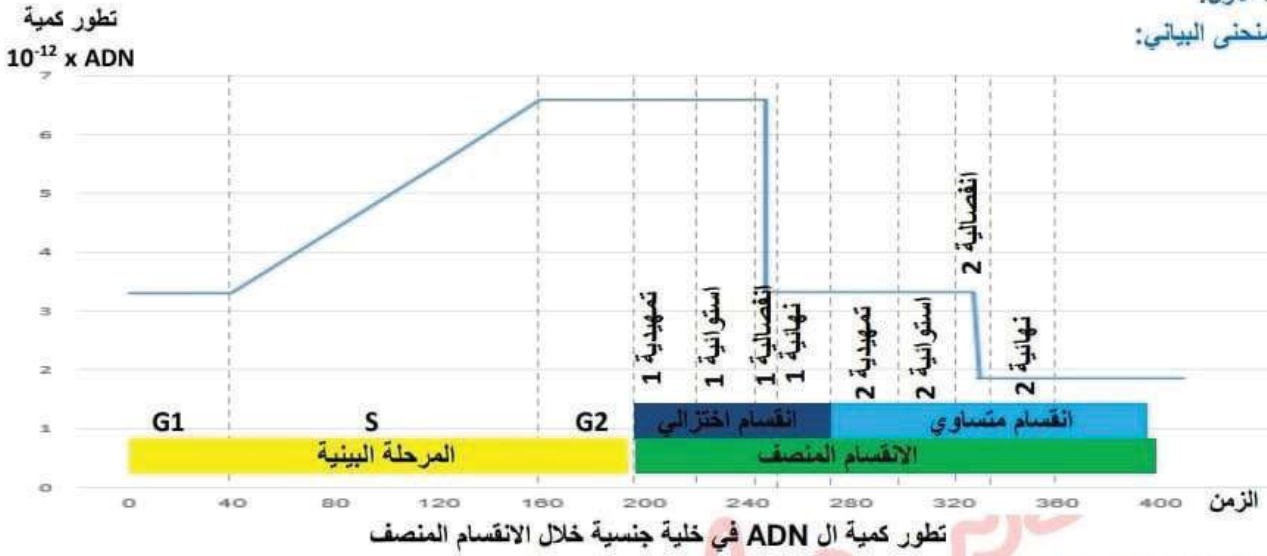 منحنى البياني:
تطور كمية
10⁻¹² x ADN
7
6
5
4
3
2
1
0
تمهيدية 1
استوائية 1
انفصالية 1
نهائية 1
تمهيدية 2
استوائية 2
انفصالية 2
نهائية 2
G1 S G2
انقسام اختزالي انقسام متساوي
المرحلة البينية الانقسام المنصف
0 40 80 120 160 200 240 280 320 360 400 الزمن
تطور كمية ال ADN في خلية جنسية خلال الانقسام المنصف